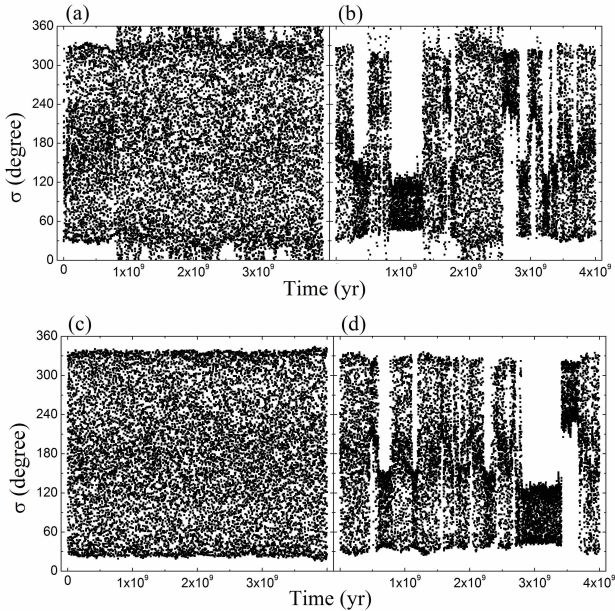 (a)
(b)
360
300
240
180
120
60
0
σ (degree)
0
1x10⁹
2x10⁹
3x10⁹
1x10⁹
2x10⁹
3x10⁹
4x10⁹
Time (yr)
(c)
(d)
360
300
240
180
120
60
0
σ (degree)
0
1x10⁹
2x10⁹
3x10⁹
1x10⁹
2x10⁹
3x10⁹
4x10⁹
Time (yr)